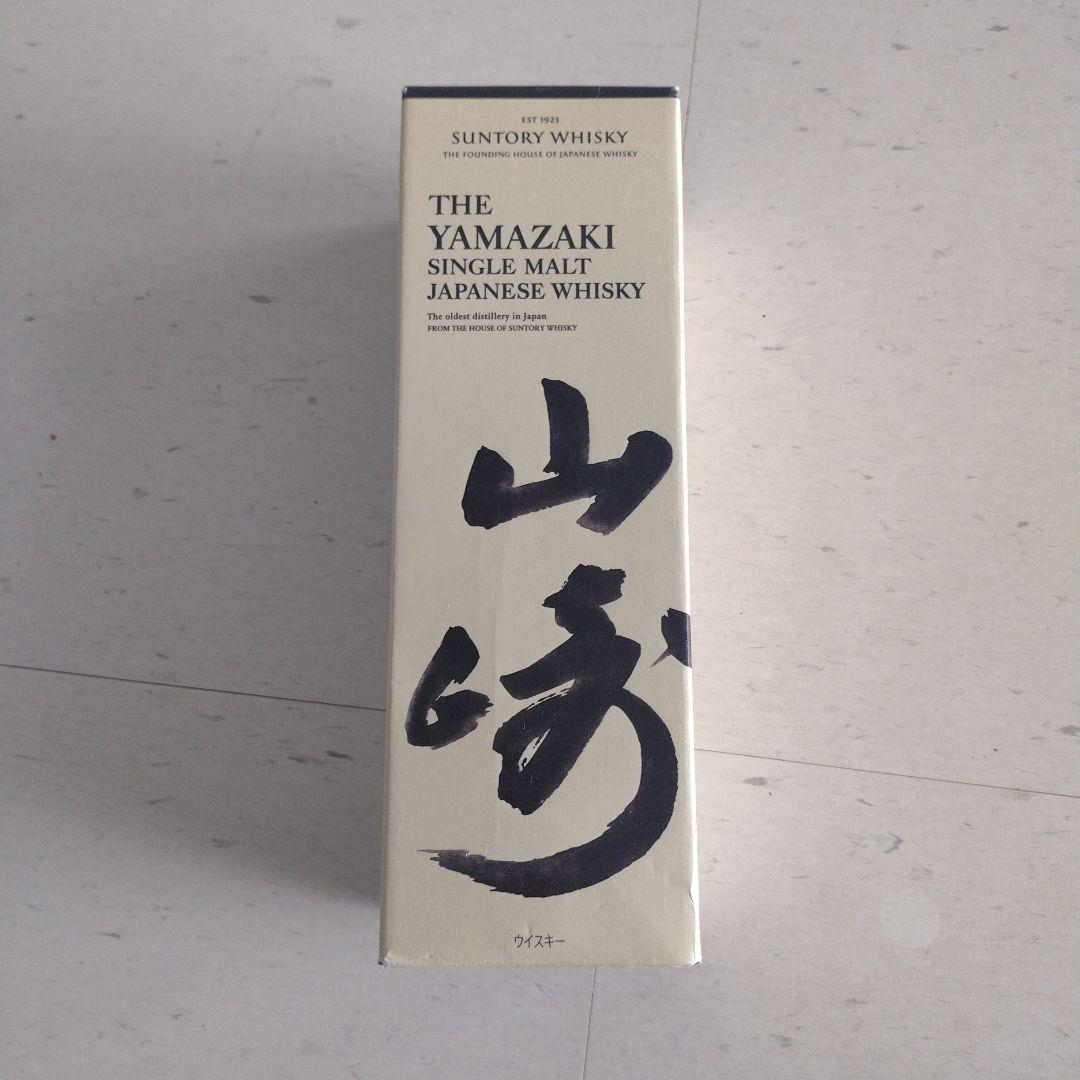 EST 1923
SUNTORY WHISKY
THE FOUNDING HOUSE OF JAPANESE WHISKY
THE
YAMAZAKI
SINGLE MALT
JAPANESE WHISKY
The oldest distillery in Japan
FROM THE HOUSE OF SUNTORY WHISKY
山
崎
ウイスキー